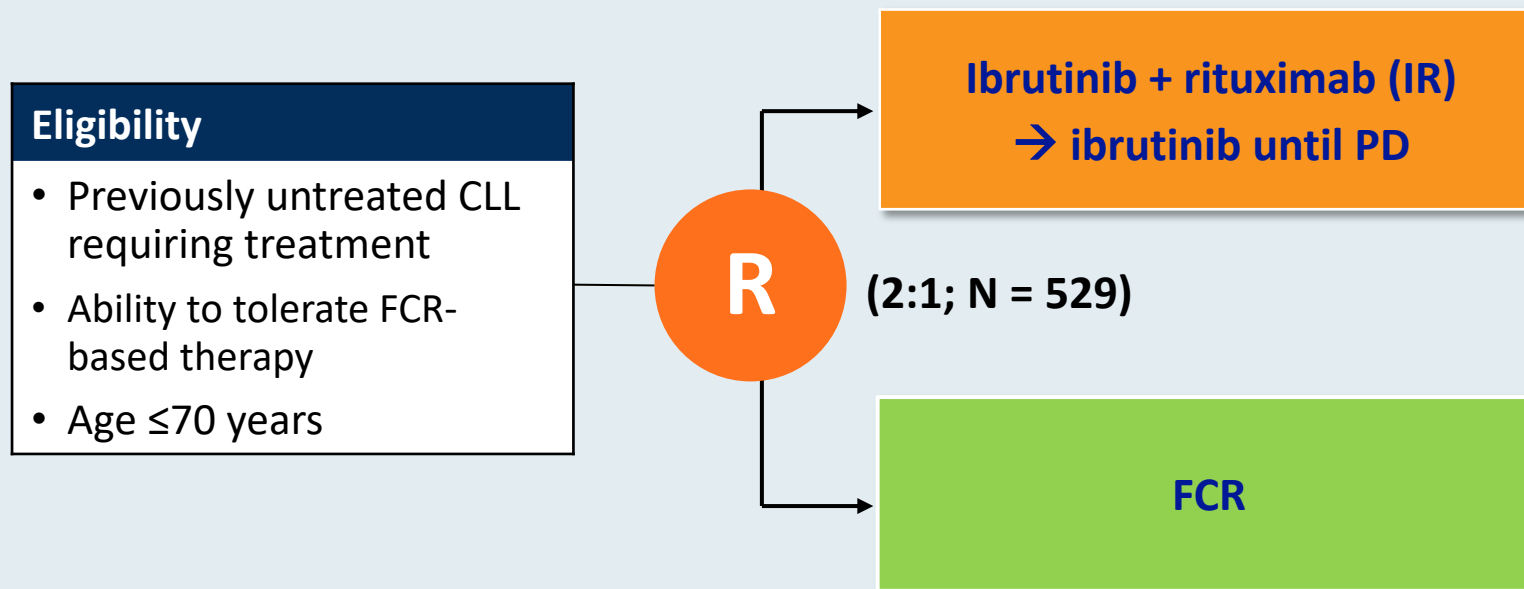 Eligibility
• Previously untreated CLL
requiring treatment
• Ability to tolerate FCR-
based therapy
• Age ≤70 years
R
(2:1; N = 529)
Ibrutinib + rituximab (IR)
→ ibrutinib until PD
FCR